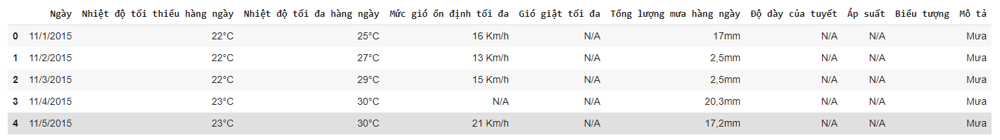 Ngày Nhiệt độ tối thiểu hàng ngày Nhiệt độ tối đa hàng ngày Mức gió ổn định tối đa Gió giật tối đa Tổng lượng mưa hàng ngày Độ dày của tuyết Áp suất Biểu tượng Mô tả
0 11/1/2015 22°C 25°C 16 Km/h N/A 17mm N/A N/A Mưa
1 11/2/2015 22°C 27°C 13 Km/h N/A 2,5mm N/A N/A Mưa
2 11/3/2015 22°C 29°C 15 Km/h N/A 2,5mm N/A N/A Mưa
3 11/4/2015 23°C 30°C N/A N/A 20,3mm N/A N/A Mưa
4 11/5/2015 23°C 30°C 21 Km/h N/A 17,2mm N/A N/A Mưa